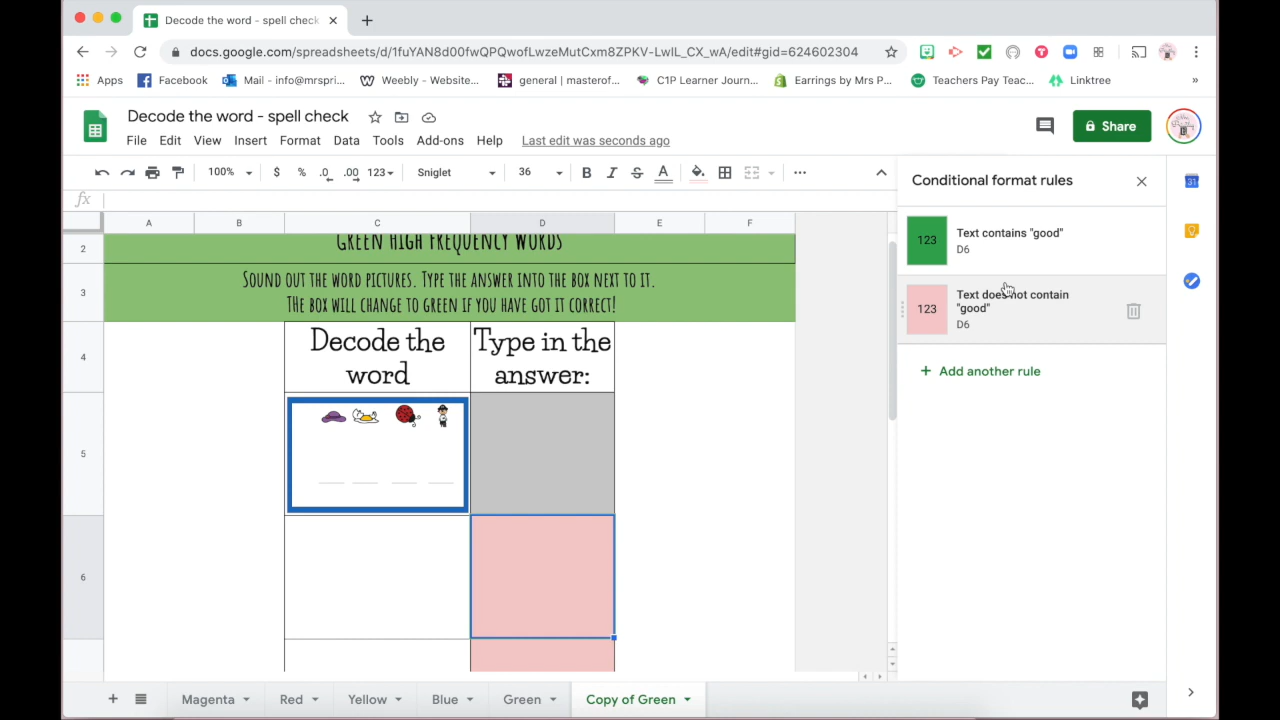 Decode the word - spell check
docs.google.com/spreadsheets/d/1fuYAN8d00fwQPQwofLwzeMutCxm8ZPKV-LwIL_CX_wA/edit#gid=624602304
Apps Facebook Mail - info@mrspri... Weebly - Website... general | masterof... C1P Learner Journ... Earrings by Mrs P... Teachers Pay Teac... Linktree »
Decode the word - spell check
Share
File Edit View Insert Format Data Tools Add-ons Help Last edit was seconds ago
100% $ % .0 .00 123 Sniglet 36 B I S A
fx
Conditional format rules
123 Text contains "good"
D6
123 Text does not contain
"good"
D6
+ Add another rule
A B C D E F
2 GREEN HIGH FREQUENCY WORDS
3 SOUND OUT THE WORD PICTURES. TYPE THE ANSWER INTO THE BOX NEXT TO IT.
THE BOX WILL CHANGE TO GREEN IF YOU HAVE GOT IT CORRECT!
4 Decode the word Type in the answer:
5
6
Magenta Red Yellow Blue Green Copy of Green